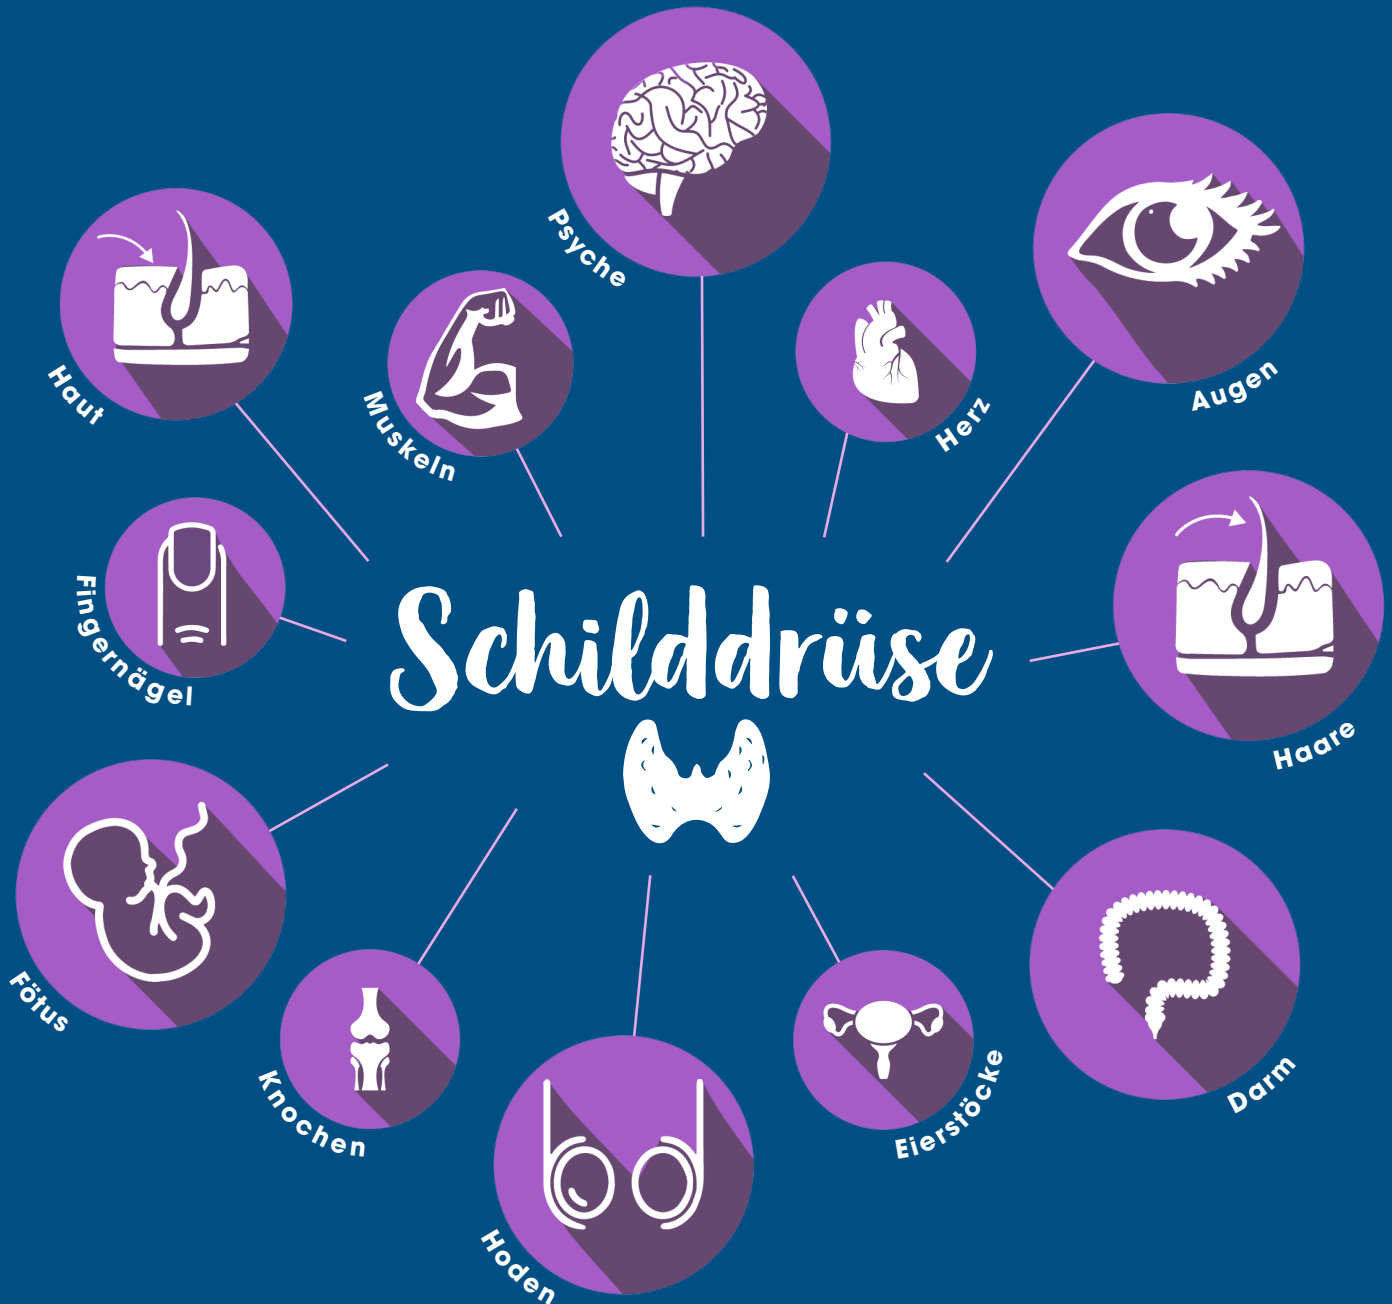 Psyche
Augen
Haut
Muskeln
Herz
Fingernägel
Schilddrüse
Haare
Fötus
Knochen
Eierstöcke
Darm
Hoden